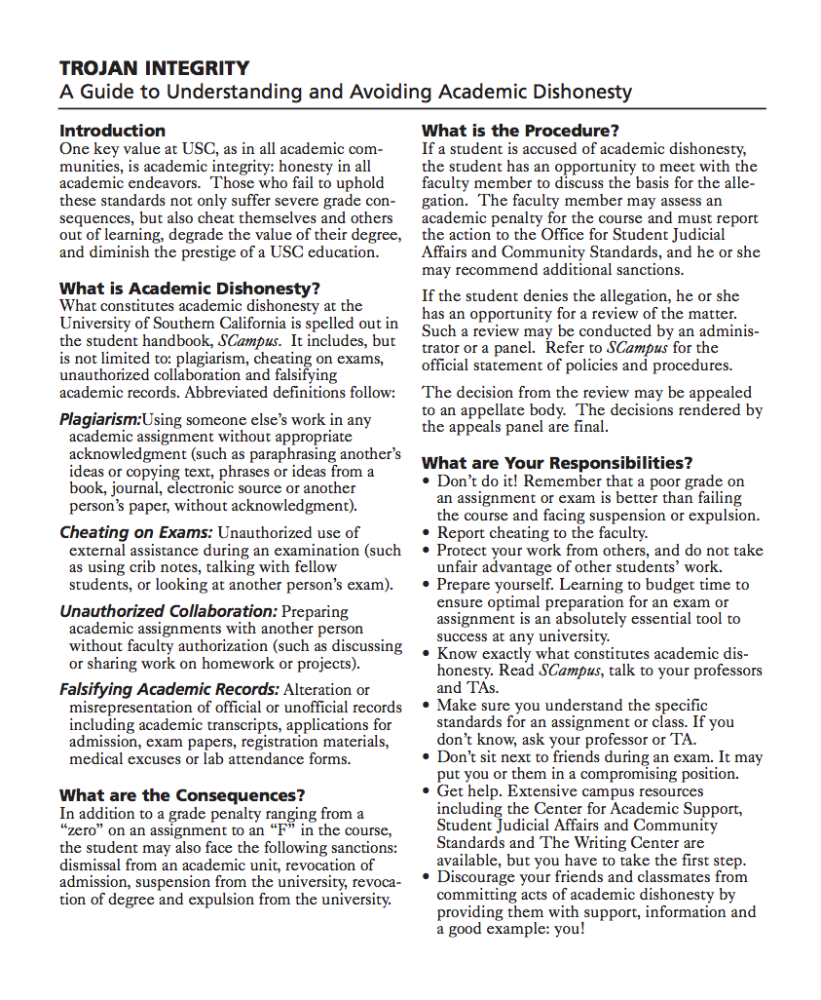 TROJAN INTEGRITY
A Guide to Understanding and Avoiding Academic Dishonesty
Introduction
One key value at USC, as in all academic com-
munities, is academic integrity: honesty in all
academic endeavors. Those who fail to uphold
these standards not only suffer severe grade con-
sequences, but also cheat themselves and others
out of learning, degrade the value of their degree,
and diminish the prestige of a USC education.
What is Academic Dishonesty?
What constitutes academic dishonesty at the
University of Southern California is spelled out in
the student handbook, SCampus. It includes, but
is not limited to: plagiarism, cheating on exams,
unauthorized collaboration and falsifying
academic records. Abbreviated definitions follow:
Plagiarism:Using someone else's work in any
academic assignment without appropriate
acknowledgment (such as paraphrasing another's
ideas or copying text, phrases or ideas from a
book, journal, electronic source or another
person's paper, without acknowledgment).
Cheating on Exams: Unauthorized use of
external assistance during an examination (such
as using crib notes, talking with fellow
students, or looking at another person's exam).
Unauthorized Collaboration: Preparing
academic assignments with another person
without faculty authorization (such as discussing
or sharing work on homework or projects).
Falsifying Academic Records: Alteration or
misrepresentation of official or unofficial records
including academic transcripts, applications for
admission, exam papers, registration materials,
medical excuses or lab attendance forms.
What are the Consequences?
In addition to a grade penalty ranging from a
"zero" on an assignment to an "F" in the course,
the student may also face the following sanctions:
dismissal from an academic unit, revocation of
admission, suspension from the university, revoca-
tion of degree and expulsion from the university.
What is the Procedure?
If a student is accused of academic dishonesty,
the student has an opportunity to meet with the
faculty member to discuss the basis for the alle-
gation. The faculty member may assess an
academic penalty for the course and must report
the action to the Office for Student Judicial
Affairs and Community Standards, and he or she
may recommend additional sanctions.
If the student denies the allegation, he or she
has an opportunity for a review of the matter.
Such a review may be conducted by an adminis-
trator or a panel. Refer to SCampus for the
official statement of policies and procedures.
The decision from the review may be appealed
to an appellate body. The decisions rendered by
the appeals panel are final.
What are Your Responsibilities?
• Don't do it! Remember that a poor grade on
an assignment or exam is better than failing
the course and facing suspension or expulsion.
• Report cheating to the faculty.
• Protect your work from others, and do not take
unfair advantage of other students' work.
• Prepare yourself. Learning to budget time to
ensure optimal preparation for an exam or
assignment is an absolutely essential tool to
success at any university.
• Know exactly what constitutes academic dis-
honesty. Read SCampus, talk to your professors
and TAs.
• Make sure you understand the specific
standards for an assignment or class. If you
don't know, ask your professor or TA.
• Don't sit next to friends during an exam. It may
put you or them in a compromising position.
• Get help. Extensive campus resources
including the Center for Academic Support,
Student Judicial Affairs and Community
Standards and The Writing Center are
available, but you have to take the first step.
• Discourage your friends and classmates from
committing acts of academic dishonesty by
providing them with support, information and
a good example: you!